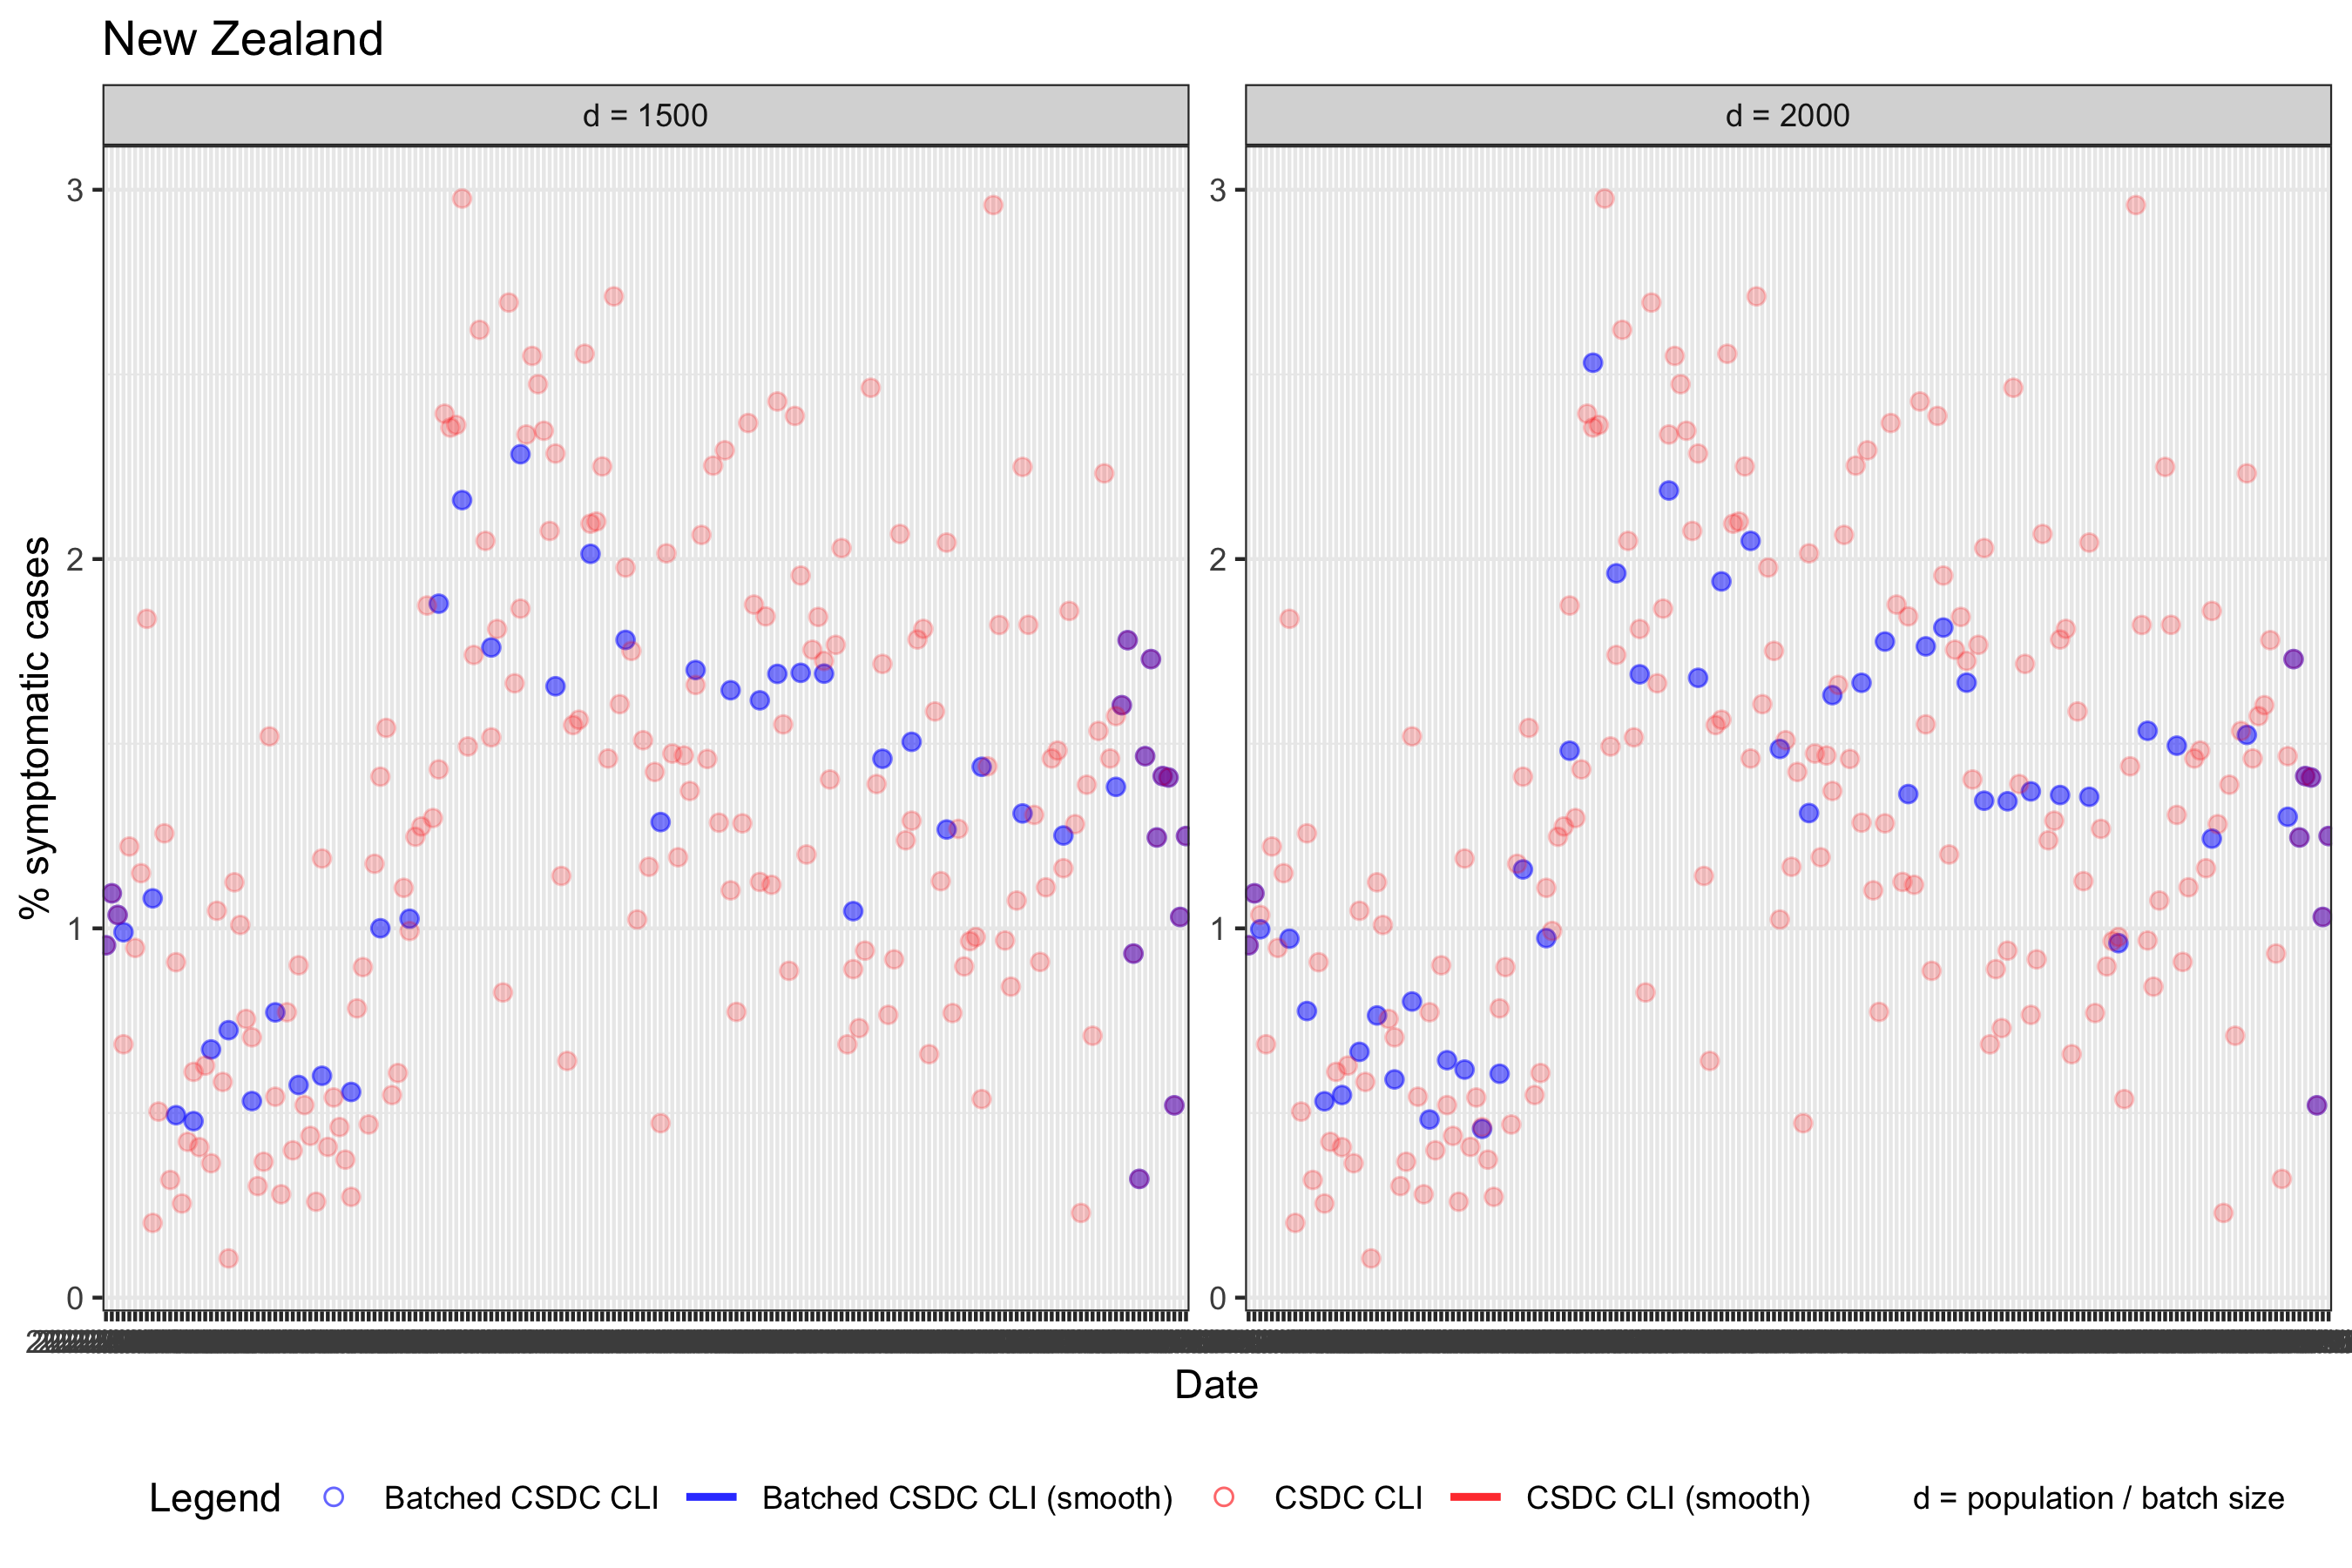 New Zealand
d = 1500
d = 2000
% symptomatic cases
3
2
1
0
3
2
1
0
Date
Legend
Batched CSDC CLI
Batched CSDC CLI (smooth)
CSDC CLI
CSDC CLI (smooth)
d = population / batch size